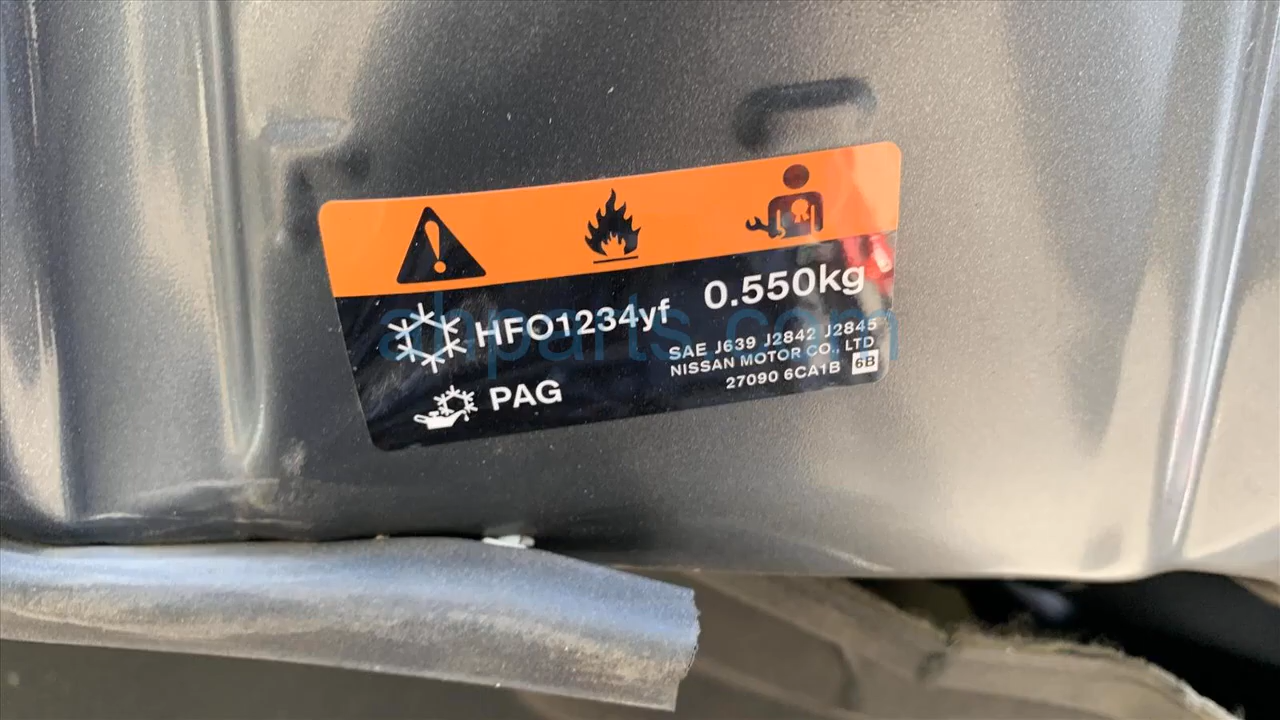 HFO1234yf 0.550kg
SAE J639 J2842 J2845
NISSAN MOTOR CO., LTD
27090 6CA1B 6B
PAG
ahparts.com